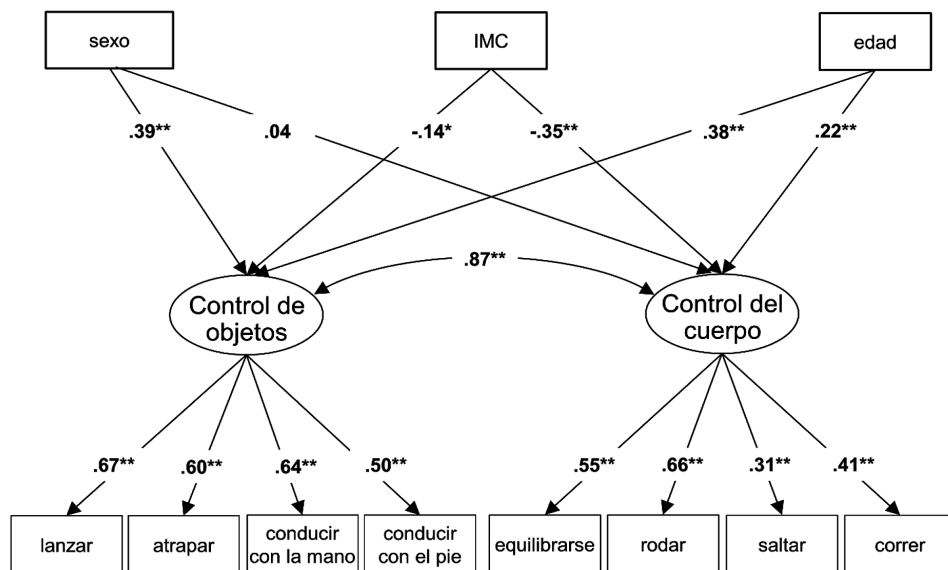 sexo
IMC
edad
.39**
.04
-.14*
-.35**
.38**
.22**
.87**
Control de
objetos
Control del
cuerpo
.67**
.60**
.64**
.50**
.55**
.66**
.31**
.41**
lanzar
atrapar
conducir
con la mano
conducir
con el pie
equilibrarse
rodar
saltar
correr